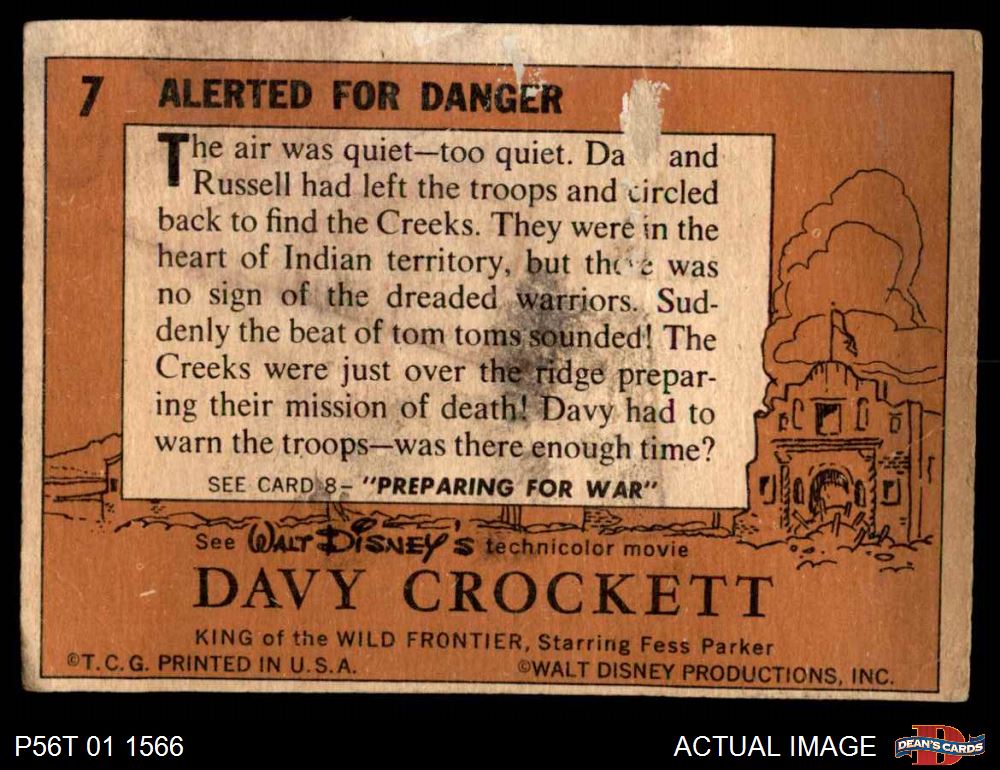 7 ALERTED FOR DANGER
The air was quiet—too quiet. Da and
Russell had left the troops and circled
back to find the Creeks. They were in the
heart of Indian territory, but the e was
no sign of the dreaded warriors. Sud-
denly the beat of tom toms sounded! The
Creeks were just over the ridge prepar-
ing their mission of death! Davy had to
warn the troops—was there enough time?
SEE CARD 8– "PREPARING FOR WAR"
See WALT DISNEY'S technicolor movie
DAVY CROCKETT
KING of the WILD FRONTIER, Starring Fess Parker
©T.C.G. PRINTED IN U.S.A. ©WALT DISNEY PRODUCTIONS, INC.
P56T 01 1566 ACTUAL IMAGE DEAN'S CARDS